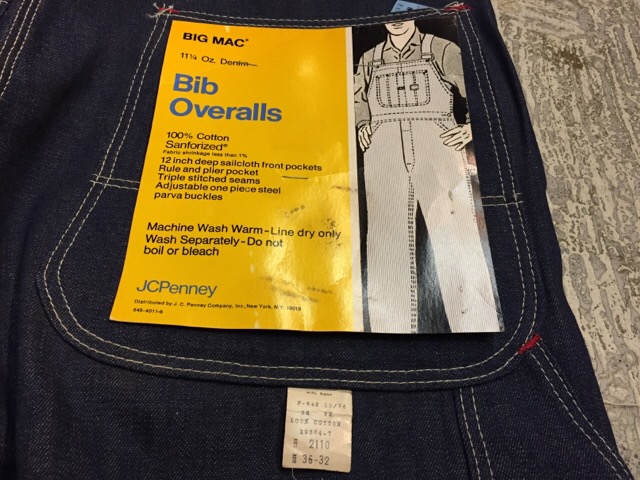 BIG MAC®
11¼ Oz. Denim
Bib
Overalls
100% Cotton
Sanforized®
Fabric shrinkage less than 1%
12 inch deep sailcloth front pockets
Rule and plier pocket
Triple stitched seams
Adjustable one piece steel
parva buckles
Machine Wash Warm-Line dry only
Wash Separately-Do not
boil or bleach
JCPenney
Distributed by J. C. Penney Company, Inc., New York, N.Y. 10019
100% COTTON
2110
36-32